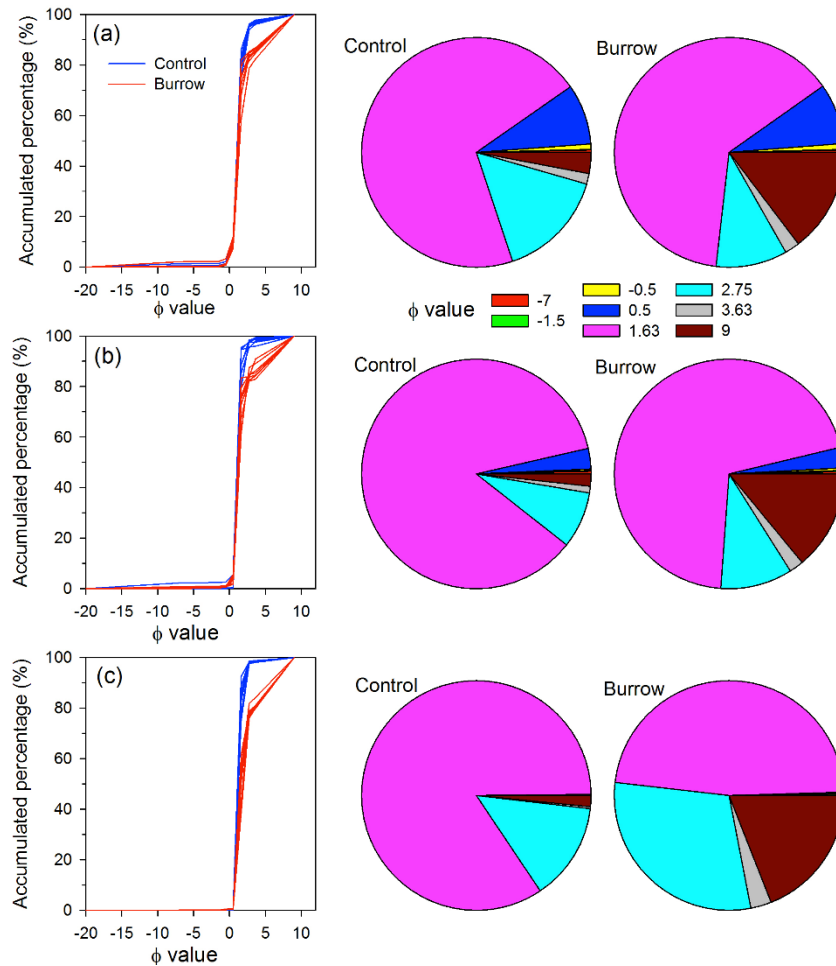 (a)
Control
Burrow
Accumulated percentage (%)
100
80
60
40
20
0
-20 -15 -10 -5 0 5 10
ϕ value
Control
Burrow
ϕ value
-7
-1.5
-0.5
0.5
1.63
2.75
3.63
9
(b)
Accumulated percentage (%)
100
80
60
40
20
0
-20 -15 -10 -5 0 5 10
ϕ value
Control
Burrow
(c)
Accumulated percentage (%)
100
80
60
40
20
0
-20 -15 -10 -5 0 5 10
ϕ value
Control
Burrow